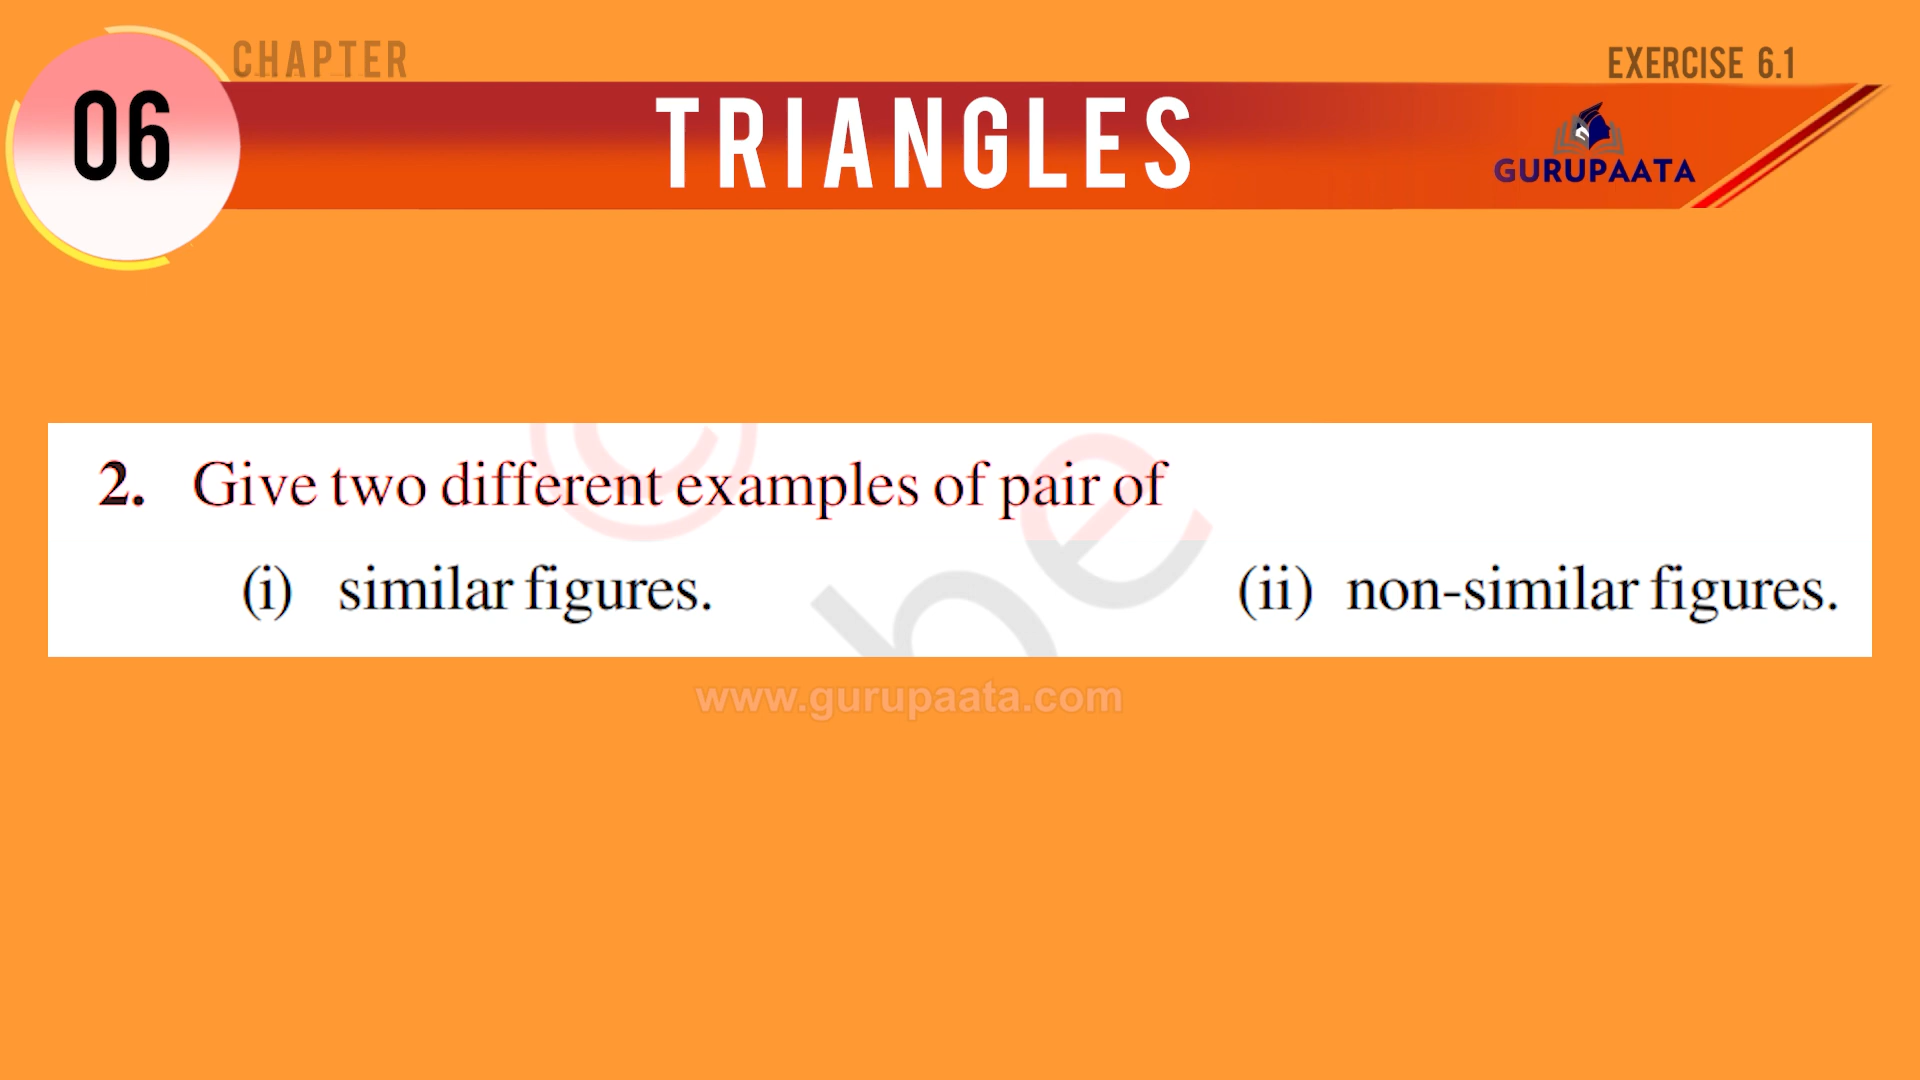 CHAPTER
EXERCISE 6.1
06
TRIANGLES
GURUPAATA
2. Give two different examples of pair of
(i) similar figures. (ii) non-similar figures.
be
www.gurupaata.com